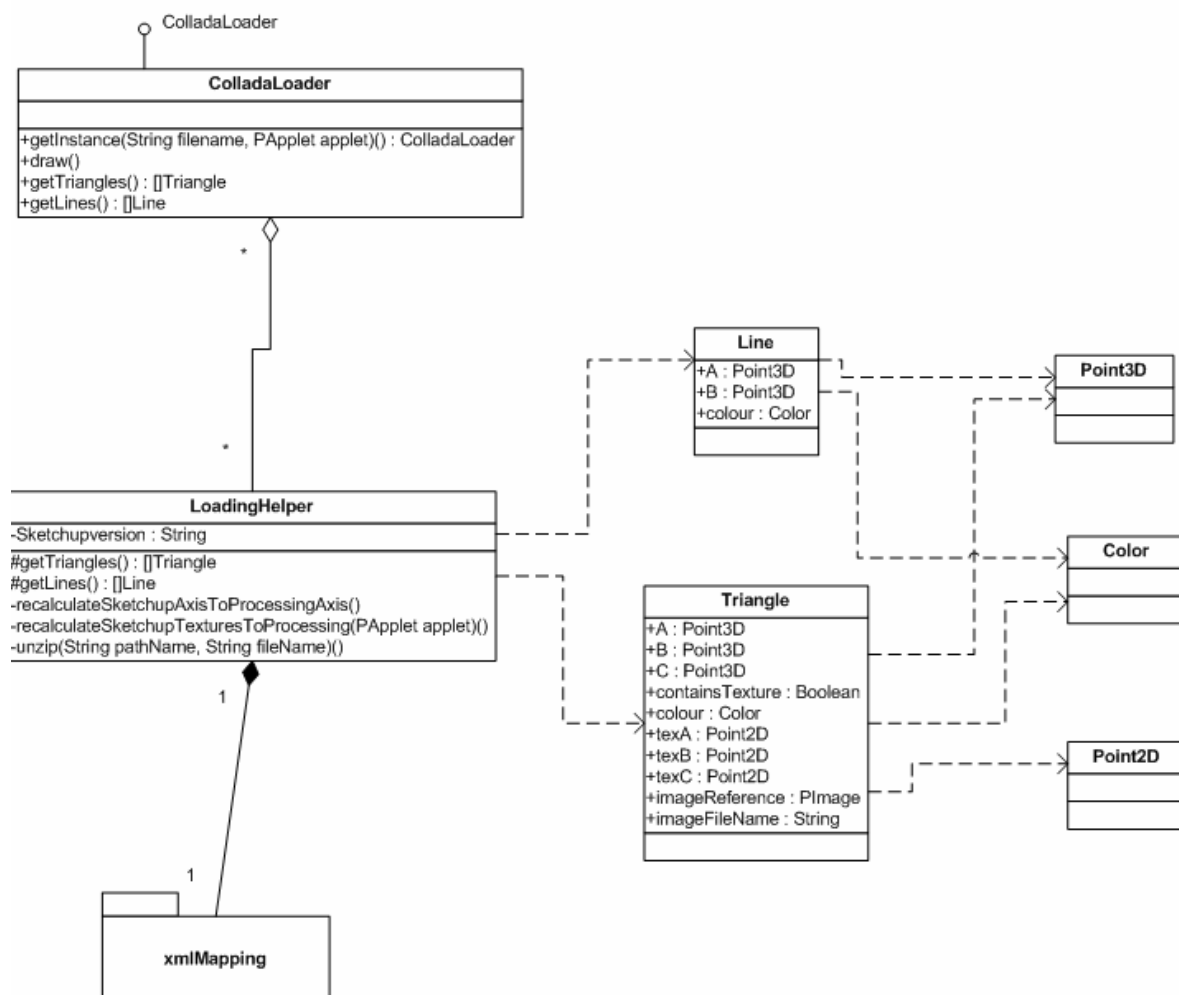 ColladaLoader
ColladaLoader
+getInstance(String filename, PApplet applet)() : ColladaLoader
+draw()
+getTriangles() : []Triangle
+getLines() : []Line
*
*
LoadingHelper
-Sketchupversion : String
#getTriangles() : []Triangle
#getLines() : []Line
-recalculateSketchupAxisToProcessingAxis()
-recalculateSketchupTexturesToProcessing(PApplet applet)()
-unzip(String pathName, String fileName)()
1
1
xmlMapping
Line
+A : Point3D
+B : Point3D
+colour : Color
Triangle
+A : Point3D
+B : Point3D
+C : Point3D
+containsTexture : Boolean
+colour : Color
+texA : Point2D
+texB : Point2D
+texC : Point2D
+imageReference : PImage
+imageFileName : String
Point3D
Color
Point2D